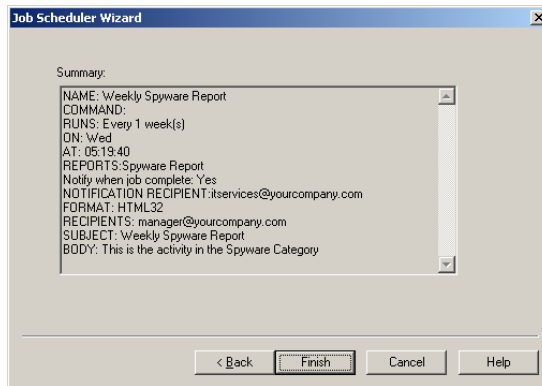 Job Scheduler Wizard
Summary:
NAME: Weekly Spyware Report
COMMAND:
RUNS: Every 1 week(s)
ON: Wed
AT: 05:19:40
REPORTS:Spyware Report
Notify when job complete: Yes
NOTIFICATION RECIPIENT:itservices@yourcompany.com
FORMAT: HTML32
RECIPIENTS: manager@yourcompany.com
SUBJECT: Weekly Spyware Report
BODY: This is the activity in the Spyware Category
< Back Finish Cancel Help